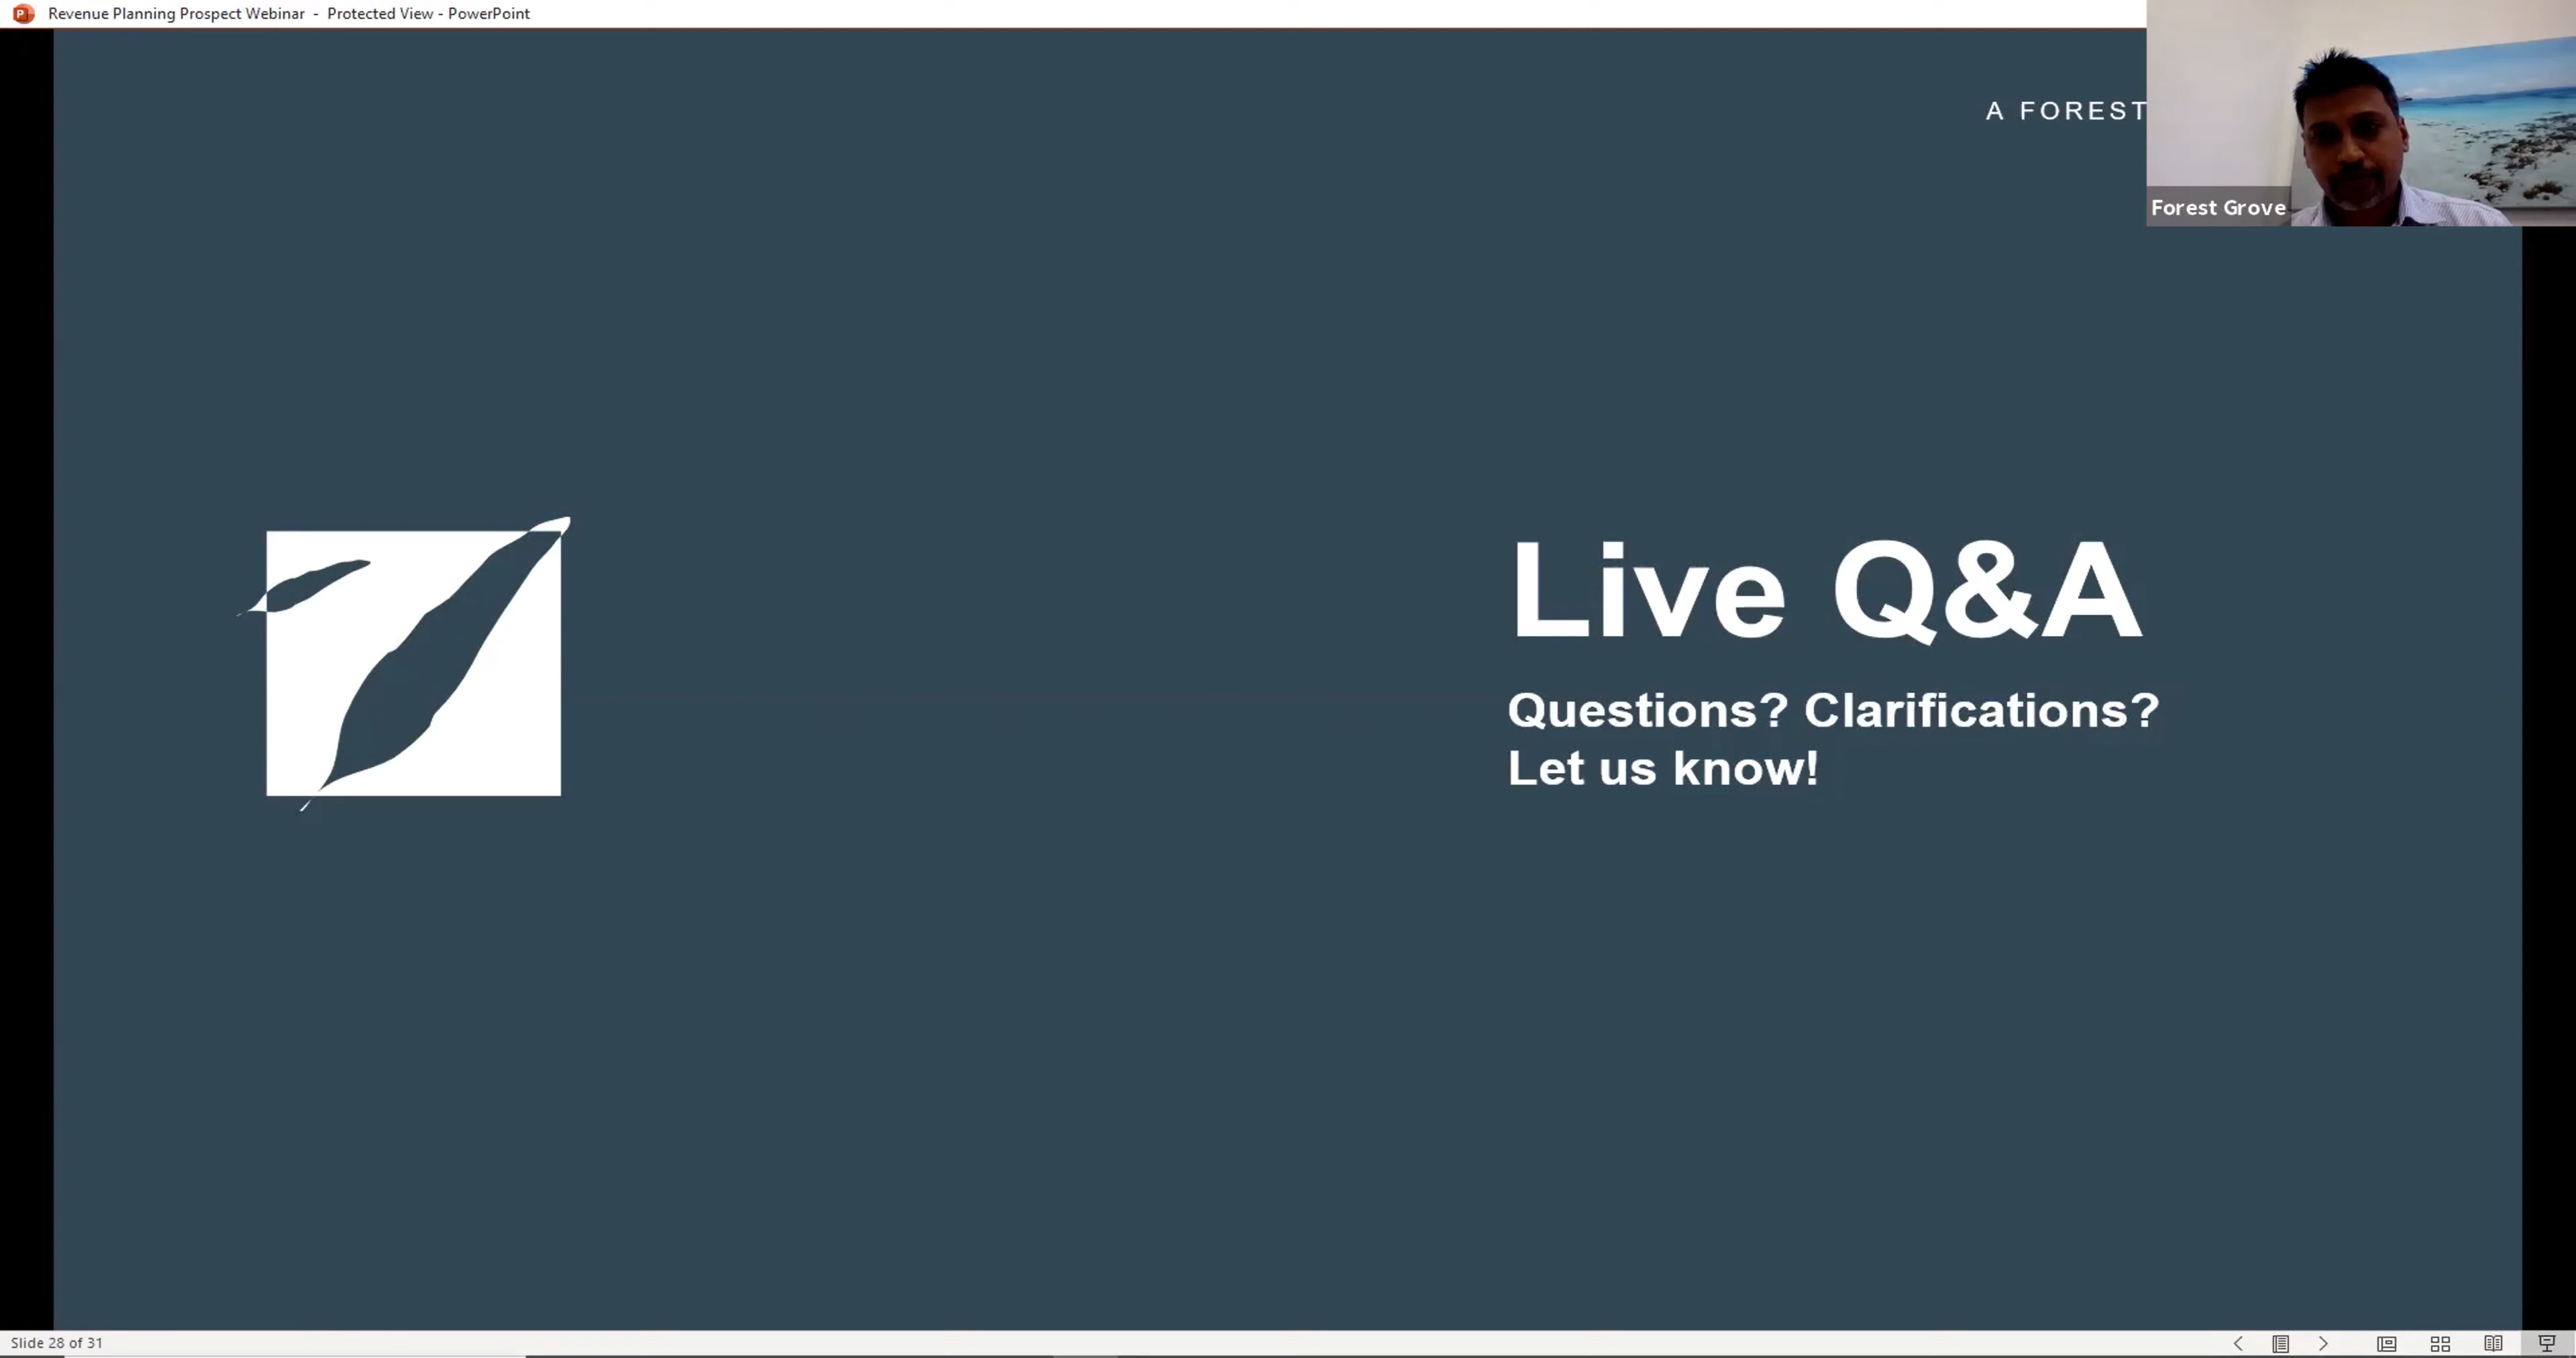 Revenue Planning Prospect Webinar - Protected View - PowerPoint
A FOREST
Forest Grove
Live Q&A
Questions? Clarifications?
Let us know!
Slide 28 of 31